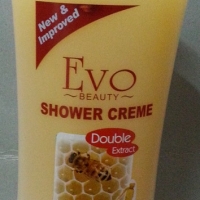 New &
Improved
Evo
~ BEAUTY ~
SHOWER CREME
Double
Extract